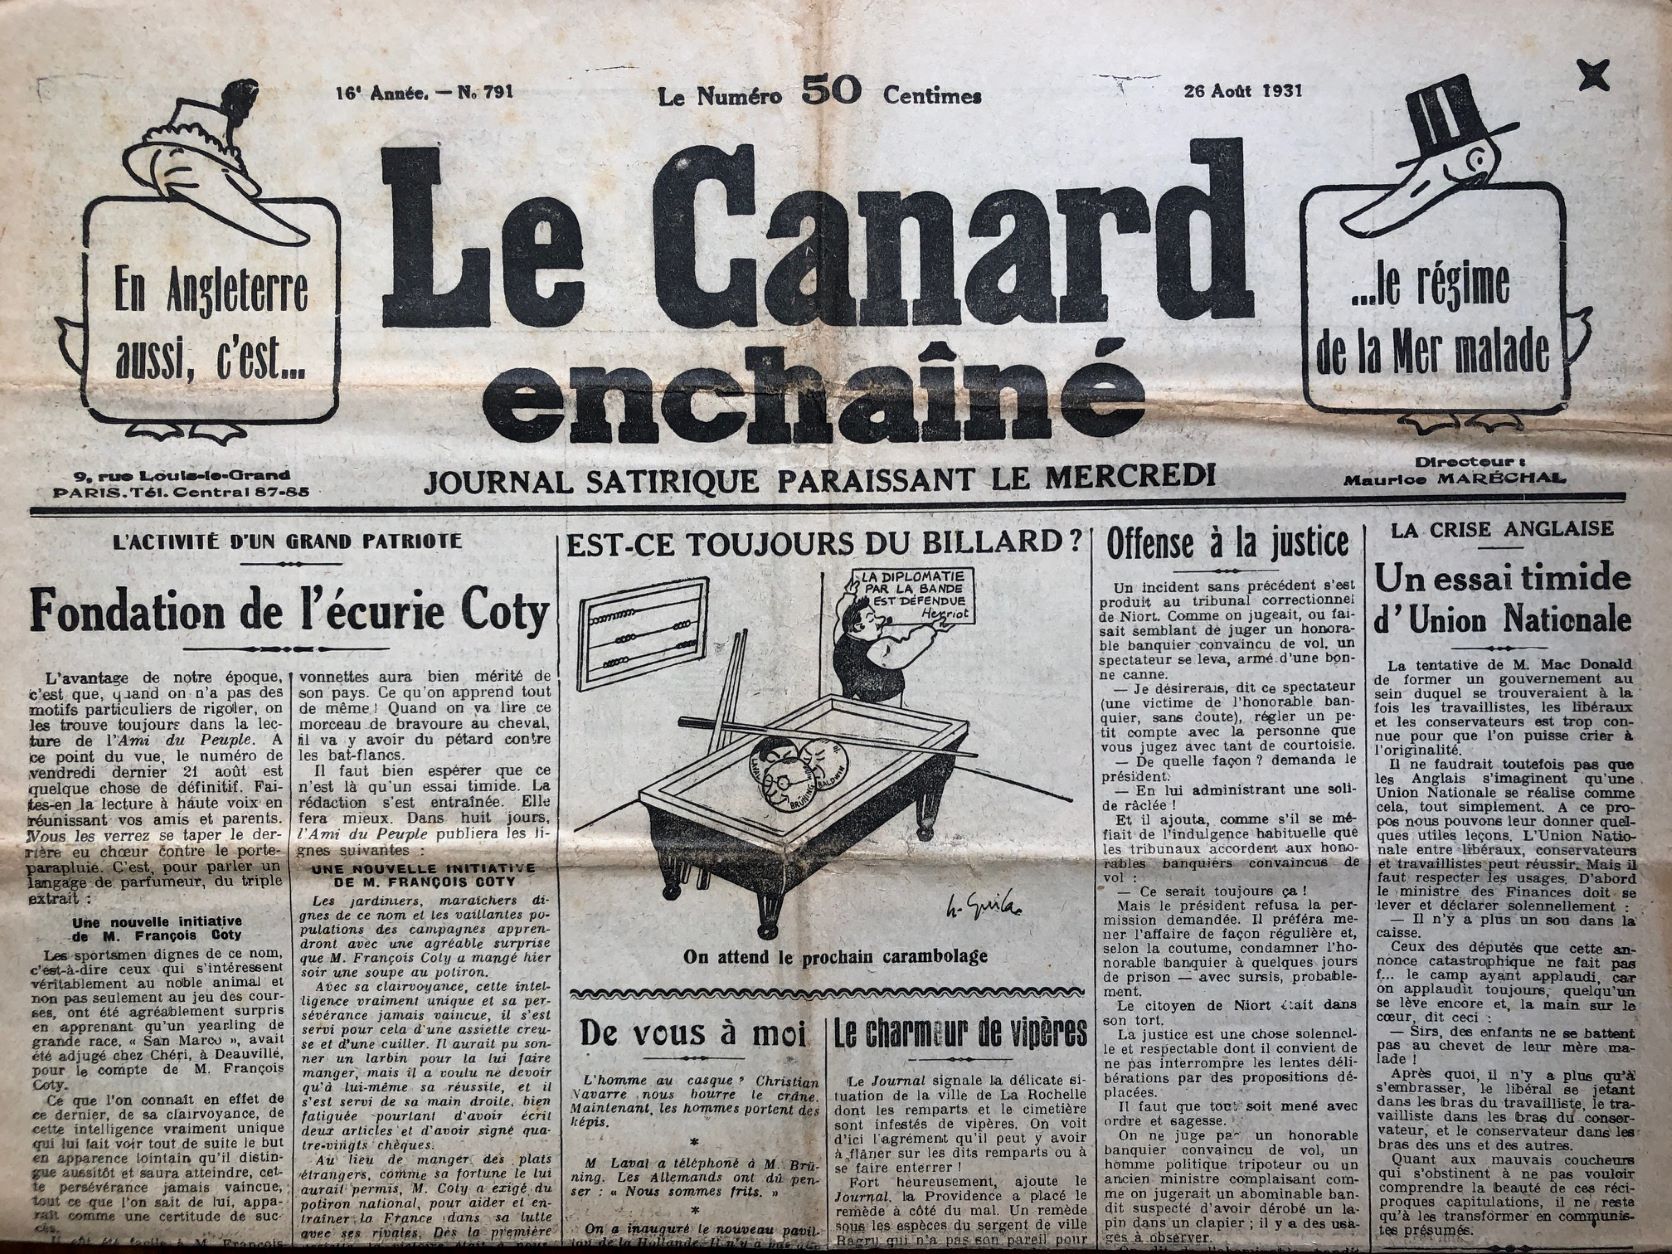 16e Année. — No 791
Le Numéro 50 Centimes
26 Août 1931
En Angleterre
aussi, c'est...
Le Canard
enchaîné
...le régime
de la Mer malade
9, rue Louis-le-Grand
PARIS. Tél. Central 87-85
JOURNAL SATIRIQUE PARAISSANT LE MERCREDI
Directeur :
Maurice MARÉCHAL
L'ACTIVITÉ D'UN GRAND PATRIOTE
Fondation de l'écurie Coty
L'avantage de notre époque,
c'est que, quand on n'a pas des
motifs particuliers de rigoler, on
les trouve toujours dans la lec-
ture de l'Ami du Peuple. A
ce point du vue, le numéro de
vendredi dernier 21 août est
quelque chose de définitif. Fai-
tes-en la lecture à haute voix en
réunissant vos amis et parents.
Vous les verrez se taper le der-
rière eu chœur contre le porte-
parapluie. C'est, pour parler un
langage de parfumeur, du triple
extrait :
Une nouvelle initiative
de M. François Coty
Les sportsmen dignes de ce nom,
c'est-à-dire ceux qui s'intéressent
véritablement au noble animal et
non pas seulement au jeu des cour-
ses, ont été agréablement surpris
en apprenant qu'un yearling de
grande race, « San Marco », avait
été adjugé chez Chéri, à Deauville,
pour le compte de M. François
Coty.
Ce que l'on connaît en effet de
ce dernier, de sa clairvoyance, de
cette intelligence vraiment unique
qui lui fait voir tout de suite le but
en apparence lointain qu'il distin-
gue aussitôt et saura atteindre, cet-
te persévérance jamais vaincue,
tout ce que l'on sait de lui, appa-
raît comme une certitude de suc-
cès.
Il eût été facile à M. François
vonnettes aura bien mérité de
son pays. Ce qu'on apprend tout
de même ! Quand on va lire ce
morceau de bravoure au cheval,
il va y avoir du pétard contre
les bat-flancs.
Il faut bien espérer que ce
n'est là qu'un essai timide. La
rédaction s'est entraînée. Elle
fera mieux. Dans huit jours,
l'Ami du Peuple publiera les li-
gnes suivantes :
UNE NOUVELLE INITIATIVE
DE M. FRANÇOIS COTY
Les jardiniers, maraîchers di-
gnes de ce nom et les vaillantes po-
pulations des campagnes appren-
dront avec une agréable surprise
que M. François Coty a mangé hier
soir une soupe au potiron.
Avec sa clairvoyance, cette intel-
ligence vraiment unique et sa per-
sévérance jamais vaincue, il s'est
servi pour cela d'une assiette creu-
se et d'une cuiller. Il aurait pu son-
ner un larbin pour la lui faire
manger, mais il a voulu ne devoir
qu'à lui-même sa réussite, et il
s'est servi de sa main droite, bien
fatiguée pourtant d'avoir écrit
deux articles et d'avoir signé qua-
tre-vingts chèques.
Au lieu de manger des plats
étrangers, comme sa fortune le lui
aurait permis, M. Coty a exigé du
potiron national, pour aider et en-
traîner la France dans sa lutte
avec ses rivales. Dès la première
EST-CE TOUJOURS DU BILLARD ?
LA DIPLOMATIE
PAR LA BANDE
EST DÉFENDUE
Herriot
LAVAL
BRÜNING
BALDWIN
H. Guilac
On attend le prochain carambolage
De vous à moi
L'homme au casque ? Christian
Navarre nous bourre le crâne.
Maintenant, les hommes portent des
képis.
*
M. Laval a téléphoné à M. Brü-
ning. Les Allemands ont dû pen-
ser : « Nous sommes frits. »
*
On a inauguré le nouveau pavil-
lon de la Hollande. Il n'y a pas
Le charmeur de vipères
Le Journal signale la délicate si-
tuation de la ville de La Rochelle
dont les remparts et le cimetière
sont infestés de vipères. On voit
d'ici l'agrément qu'il peut y avoir
à flâner sur les dits remparts ou à
se faire enterrer !
Fort heureusement, ajoute le
Journal, la Providence a placé le
remède à côté du mal. Un remède
sous les espèces du sergent de ville
Ragru qui n'a pas son pareil pour
Offense à la justice
Un incident sans précédent s'est
produit au tribunal correctionnel
de Niort. Comme on jugeait, ou fai-
sait semblant de juger un honora-
ble banquier convaincu de vol, un
spectateur se leva, armé d'une bon-
ne canne.
— Je désirerais, dit ce spectateur
(une victime de l'honorable ban-
quier, sans doute), régler un pe-
tit compte avec la personne que
vous jugez avec tant de courtoisie.
— De quelle façon ? demanda le
président.
— En lui administrant une soli-
de râclée !
Et il ajouta, comme s'il se mé-
fiait de l'indulgence habituelle que
les tribunaux accordent aux hono-
rables banquiers convaincus de
vol :
— Ce serait toujours ça !
Mais le président refusa la per-
mission demandée. Il préféra me-
ner l'affaire de façon régulière et,
selon la coutume, condamner l'ho-
norable banquier à quelques jours
de prison — avec sursis, probable-
ment.
Le citoyen de Niort était dans
son tort.
La justice est une chose solennel-
le et respectable dont il convient de
ne pas interrompre les lentes déli-
bérations par des propositions dé-
placées.
Il faut que tout soit mené avec
ordre et sagesse.
On ne juge pas un honorable
banquier convaincu de vol, un
homme politique tripoteur ou un
ancien ministre complaisant com-
me on jugerait un abominable ban-
dit suspecté d'avoir dérobé un la-
pin dans un clapier ; il y a des usa-
ges à observer.
LA CRISE ANGLAISE
Un essai timide
d'Union Nationale
La tentative de M. Mac Donald
de former un gouvernement au
sein duquel se trouveraient à la
fois les travaillistes, les libéraux
et les conservateurs est trop con-
nue pour que l'on puisse crier à
l'originalité.
Il ne faudrait toutefois pas que
les Anglais s'imaginent qu'une
Union Nationale se réalise comme
cela, tout simplement. A ce pro-
pos nous pouvons leur donner quel-
ques utiles leçons. L'Union Natio-
nale entre libéraux, conservateurs
et travaillistes peut réussir. Mais il
faut respecter les usages. D'abord
le ministre des Finances doit se
lever et déclarer solennellement :
— Il n'y a plus un sou dans la
caisse.
Ceux des députés que cette an-
nonce catastrophique ne fait pas
f... le camp ayant applaudi, car
on applaudit toujours, quelqu'un
se lève encore et, la main sur le
cœur, dit ceci :
— Sirs, des enfants ne se battent
pas au chevet de leur mère ma-
lade !
Après quoi, il n'y a plus qu'à
s'embrasser, le libéral se jetant
dans les bras du travailliste, le tra-
vailliste dans les bras du conser-
vateur, et le conservateur dans les
bras des uns et des autres.
Quant aux mauvais coucheurs
qui s'obstinent à ne pas vouloir
comprendre la beauté de ces réci-
proques capitulations, il ne reste
qu'à les transformer en communis-
tes présumés.